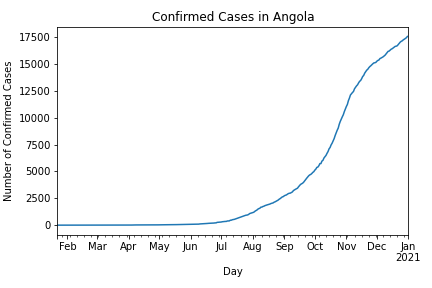 Confirmed Cases in Angola
17500
15000
12500
10000
7500
5000
2500
0
Number of Confirmed Cases
Feb Mar Apr May Jun Jul Aug Sep Oct Nov Dec Jan
2021
Day